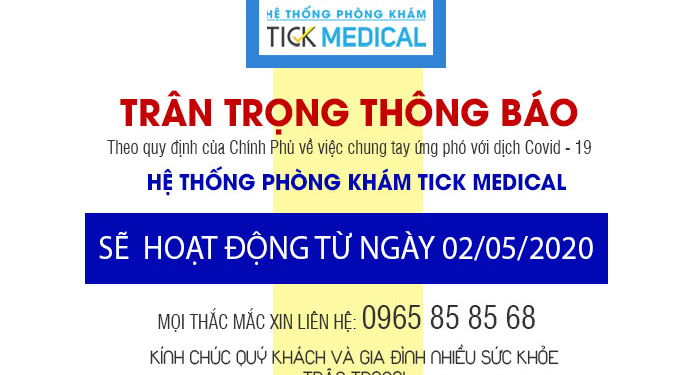 HỆ THỐNG PHÒNG KHÁM
TICK MEDICAL
TRÂN TRỌNG THÔNG BÁO
Theo quy định của Chính Phủ về việc chung tay ứng phó với dịch Covid - 19
HỆ THỐNG PHÒNG KHÁM TICK MEDICAL
SẼ HOẠT ĐỘNG TỪ NGÀY 02/05/2020
MỌI THẮC MẮC XIN LIÊN HỆ: 0965 85 85 68
KÍNH CHÚC QUÝ KHÁCH VÀ GIA ĐÌNH NHIỀU SỨC KHỎE